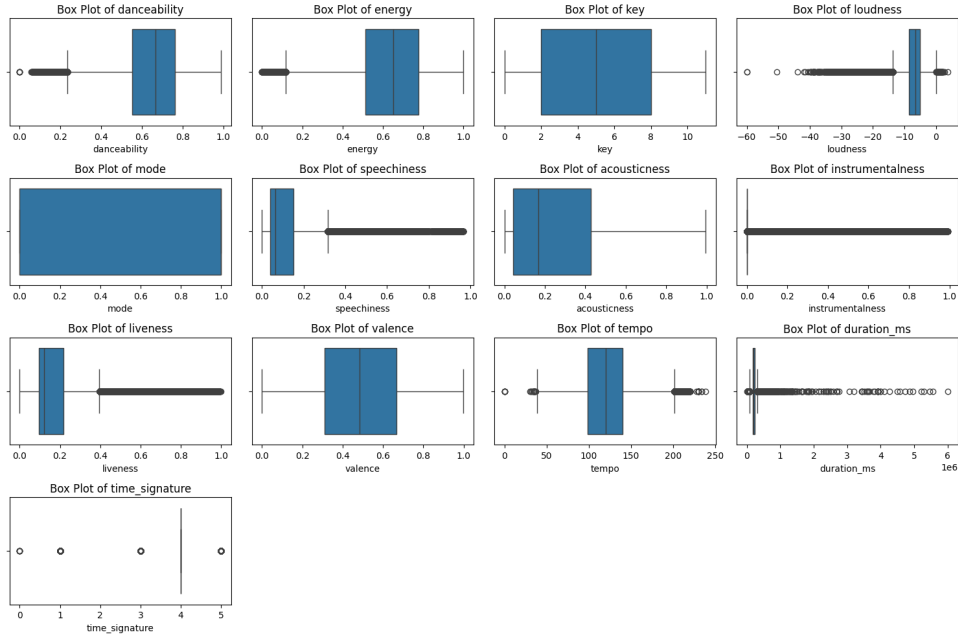 Box Plot of danceability
0.0 0.2 0.4 0.6 0.8 1.0
danceability
Box Plot of energy
0.0 0.2 0.4 0.6 0.8 1.0
energy
Box Plot of key
0 2 4 6 8 10
key
Box Plot of loudness
−60 −50 −40 −30 −20 −10 0
loudness
Box Plot of mode
0.0 0.2 0.4 0.6 0.8 1.0
mode
Box Plot of speechiness
0.0 0.2 0.4 0.6 0.8 1.0
speechiness
Box Plot of acousticness
0.0 0.2 0.4 0.6 0.8 1.0
acousticness
Box Plot of instrumentalness
0.0 0.2 0.4 0.6 0.8 1.0
instrumentalness
Box Plot of liveness
0.0 0.2 0.4 0.6 0.8 1.0
liveness
Box Plot of valence
0.0 0.2 0.4 0.6 0.8 1.0
valence
Box Plot of tempo
0 50 100 150 200 250
tempo
Box Plot of duration_ms
0 1 2 3 4 5 6
1e6
duration_ms
Box Plot of time_signature
0 1 2 3 4 5
time_signature